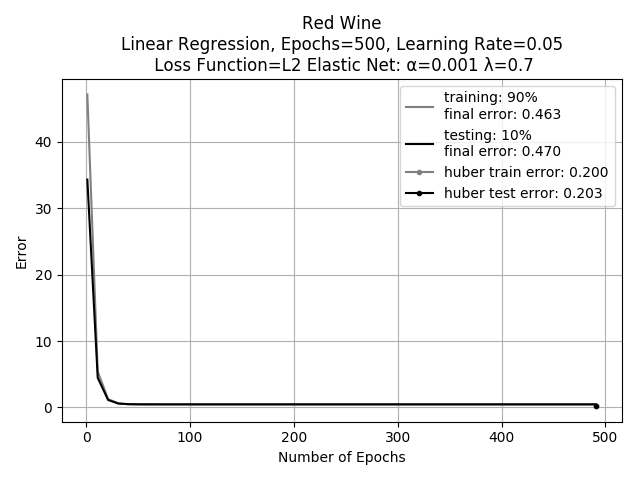 Red Wine
Linear Regression, Epochs=500, Learning Rate=0.05
Loss Function=L2 Elastic Net: α=0.001 λ=0.7
training: 90%
final error: 0.463
testing: 10%
final error: 0.470
huber train error: 0.200
huber test error: 0.203
Error
40
30
20
10
0
0 100 200 300 400 500
Number of Epochs